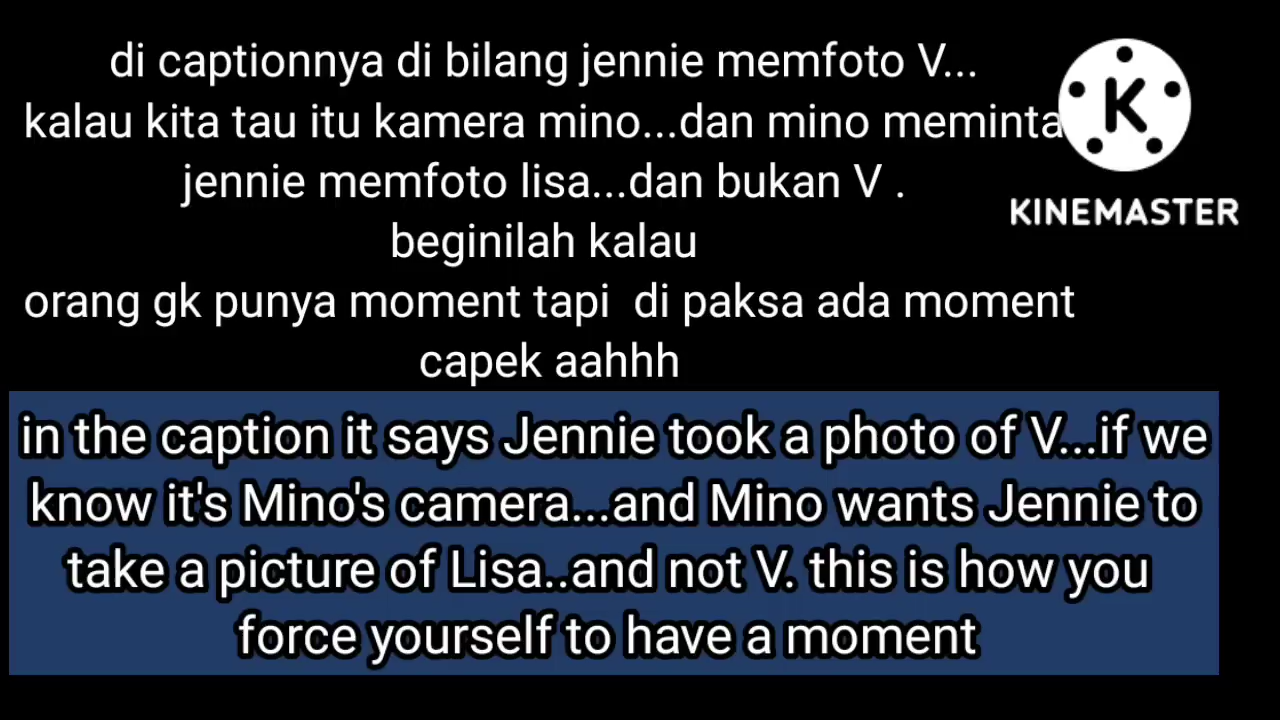 di captionnya di bilang jennie memfoto V...
kalau kita tau itu kamera mino...dan mino meminta
jennie memfoto lisa...dan bukan V .
beginilah kalau
orang gk punya moment tapi di paksa ada moment
capek aahhh
K
KINEMASTER
in the caption it says Jennie took a photo of V...if we
know it's Mino's camera...and Mino wants Jennie to
take a picture of Lisa..and not V. this is how you
force yourself to have a moment